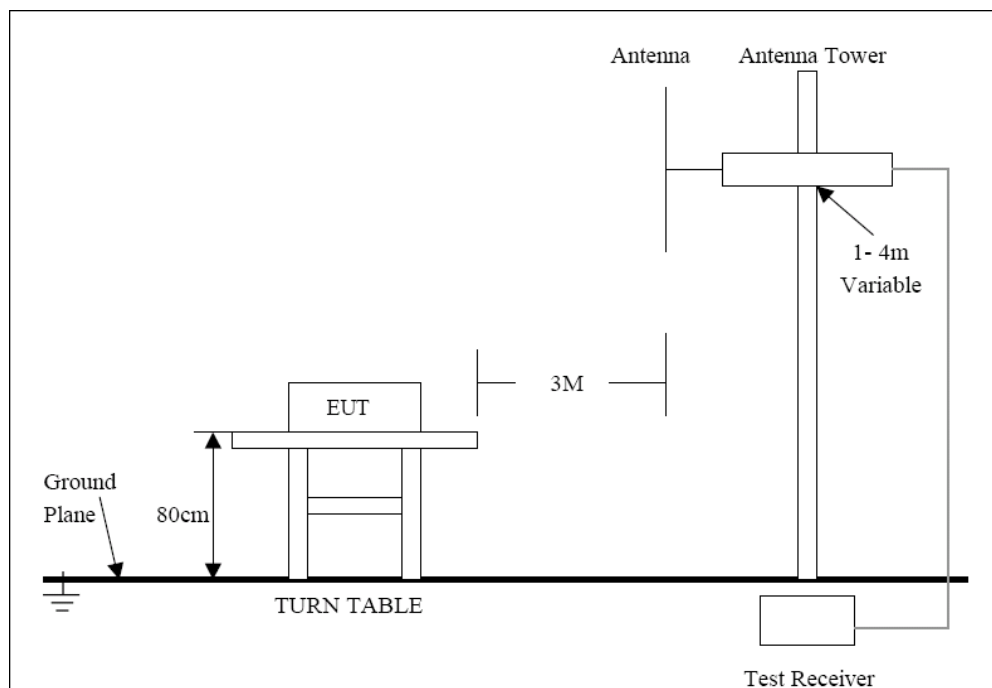 Antenna
Antenna Tower
1- 4m
Variable
3M
EUT
Ground
Plane
80cm
TURN TABLE
Test Receiver